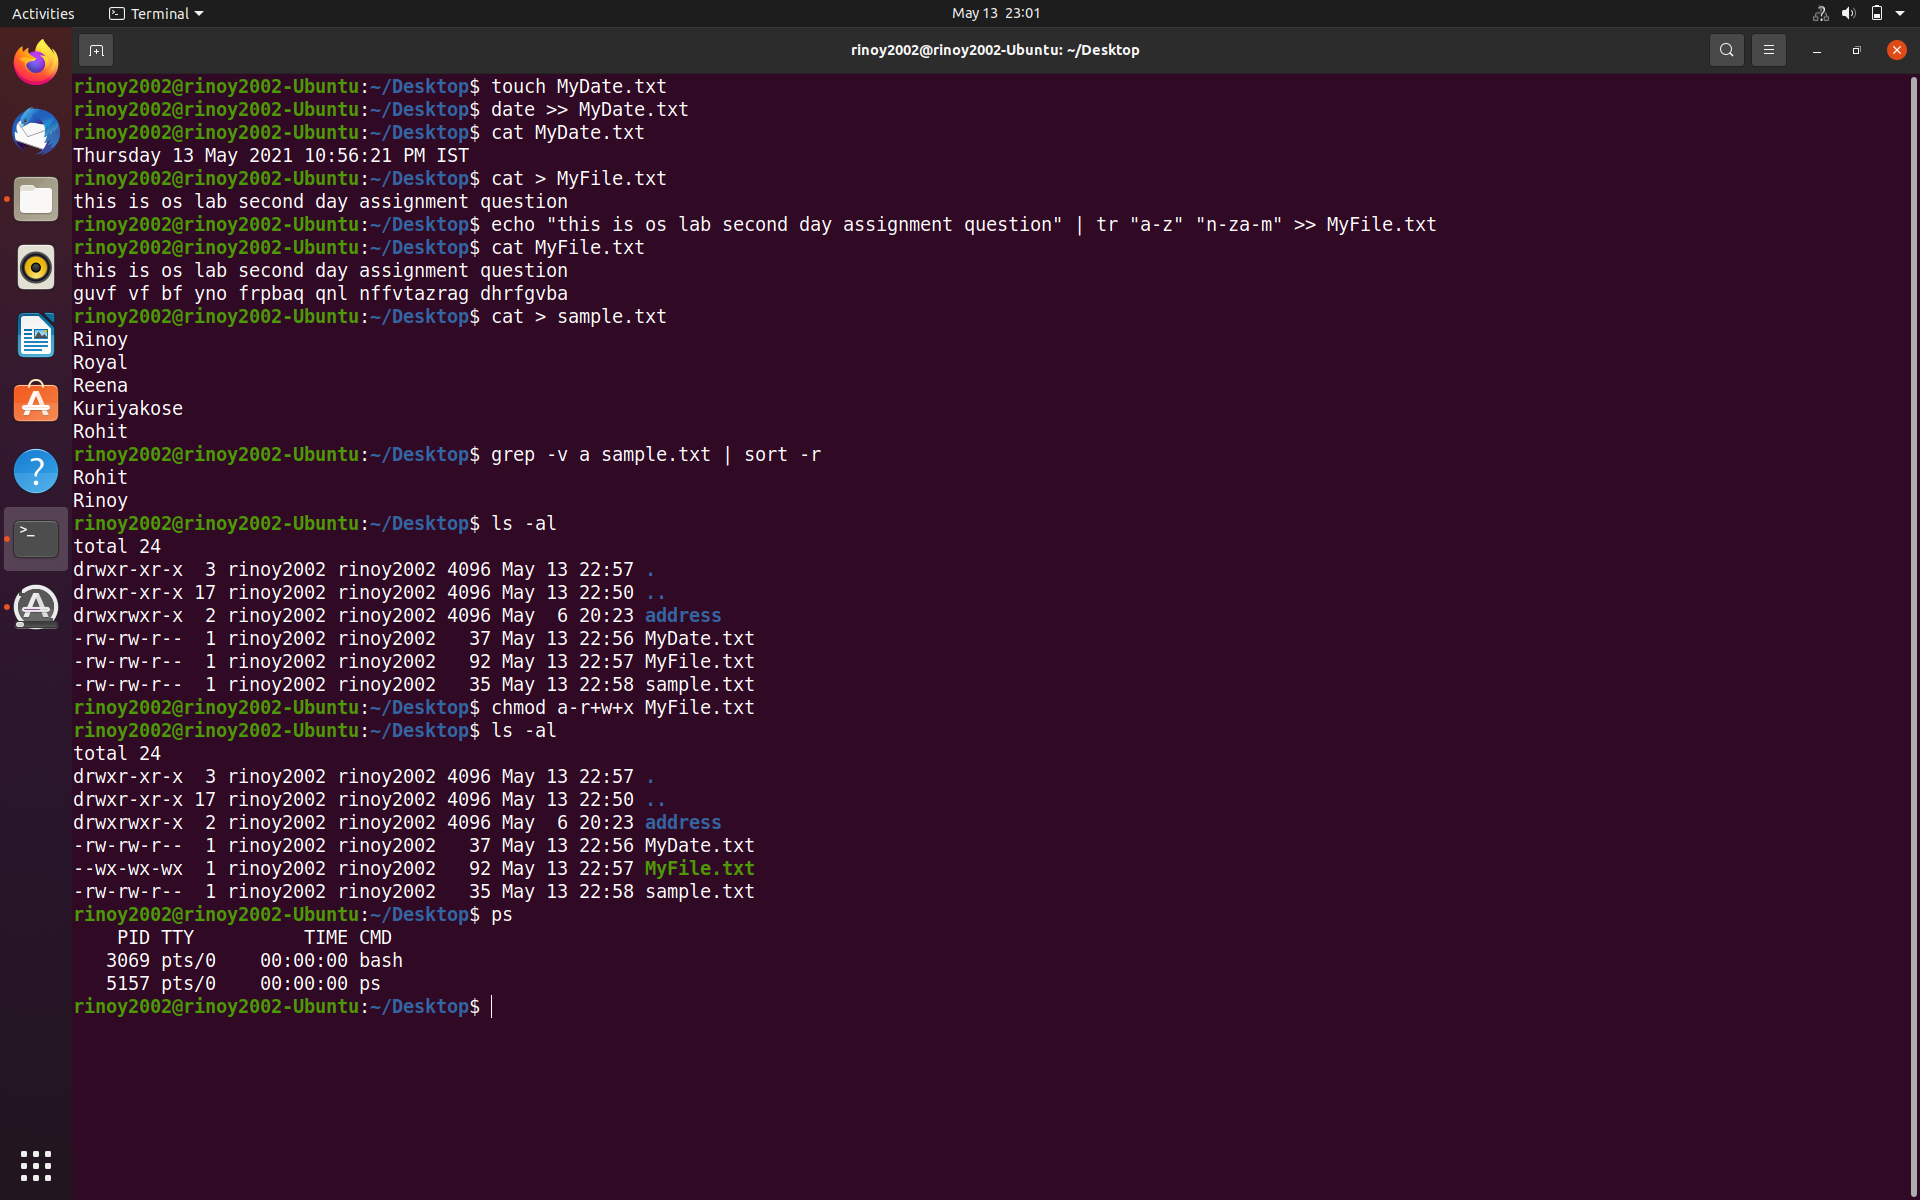 Activities
Terminal
May 13 23:01
rinoy2002@rinoy2002-Ubuntu: ~/Desktop
rinoy2002@rinoy2002-Ubuntu:~/Desktop$ touch MyDate.txt
rinoy2002@rinoy2002-Ubuntu:~/Desktop$ date >> MyDate.txt
rinoy2002@rinoy2002-Ubuntu:~/Desktop$ cat MyDate.txt
Thursday 13 May 2021 10:56:21 PM IST
rinoy2002@rinoy2002-Ubuntu:~/Desktop$ cat > MyFile.txt
this is os lab second day assignment question
rinoy2002@rinoy2002-Ubuntu:~/Desktop$ echo "this is os lab second day assignment question" | tr "a-z" "n-za-m" >> MyFile.txt
rinoy2002@rinoy2002-Ubuntu:~/Desktop$ cat MyFile.txt
this is os lab second day assignment question
guvf vf bf yno frpbaq qnl nffvtazrag dhrfgvba
rinoy2002@rinoy2002-Ubuntu:~/Desktop$ cat > sample.txt
Rinoy
Royal
Reena
Kuriyakose
Rohit
rinoy2002@rinoy2002-Ubuntu:~/Desktop$ grep -v a sample.txt | sort -r
Rohit
Rinoy
rinoy2002@rinoy2002-Ubuntu:~/Desktop$ ls -al
total 24
drwxr-xr-x  3 rinoy2002 rinoy2002 4096 May 13 22:57 .
drwxr-xr-x 17 rinoy2002 rinoy2002 4096 May 13 22:50 ..
drwxrwxr-x  2 rinoy2002 rinoy2002 4096 May  6 20:23 address
-rw-rw-r--  1 rinoy2002 rinoy2002   37 May 13 22:56 MyDate.txt
-rw-rw-r--  1 rinoy2002 rinoy2002   92 May 13 22:57 MyFile.txt
-rw-rw-r--  1 rinoy2002 rinoy2002   35 May 13 22:58 sample.txt
rinoy2002@rinoy2002-Ubuntu:~/Desktop$ chmod a-r+w+x MyFile.txt
rinoy2002@rinoy2002-Ubuntu:~/Desktop$ ls -al
total 24
drwxr-xr-x  3 rinoy2002 rinoy2002 4096 May 13 22:57 .
drwxr-xr-x 17 rinoy2002 rinoy2002 4096 May 13 22:50 ..
drwxrwxr-x  2 rinoy2002 rinoy2002 4096 May  6 20:23 address
-rw-rw-r--  1 rinoy2002 rinoy2002   37 May 13 22:56 MyDate.txt
--wx-wx-wx  1 rinoy2002 rinoy2002   92 May 13 22:57 MyFile.txt
-rw-rw-r--  1 rinoy2002 rinoy2002   35 May 13 22:58 sample.txt
rinoy2002@rinoy2002-Ubuntu:~/Desktop$ ps
    PID TTY          TIME CMD
   3069 pts/0    00:00:00 bash
   5157 pts/0    00:00:00 ps
rinoy2002@rinoy2002-Ubuntu:~/Desktop$